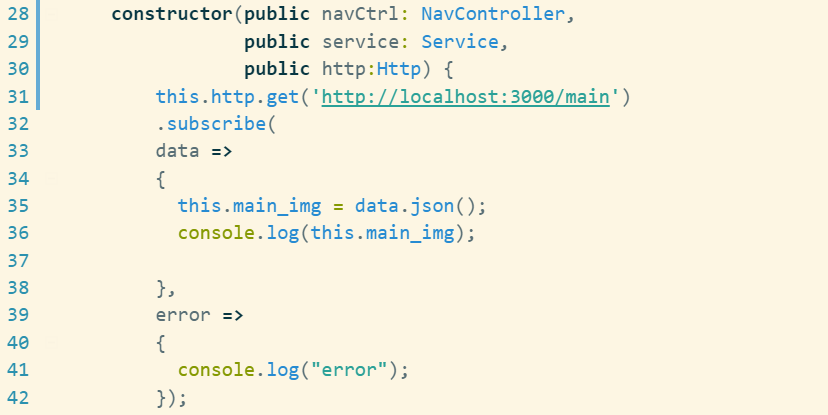 28 constructor(public navCtrl: NavController,
29 public service: Service,
30 public http:Http) {
31 this.http.get('http://localhost:3000/main')
32 .subscribe(
33 data =>
34 {
35 this.main_img = data.json();
36 console.log(this.main_img);
37
38 },
39 error =>
40 {
41 console.log("error");
42 });